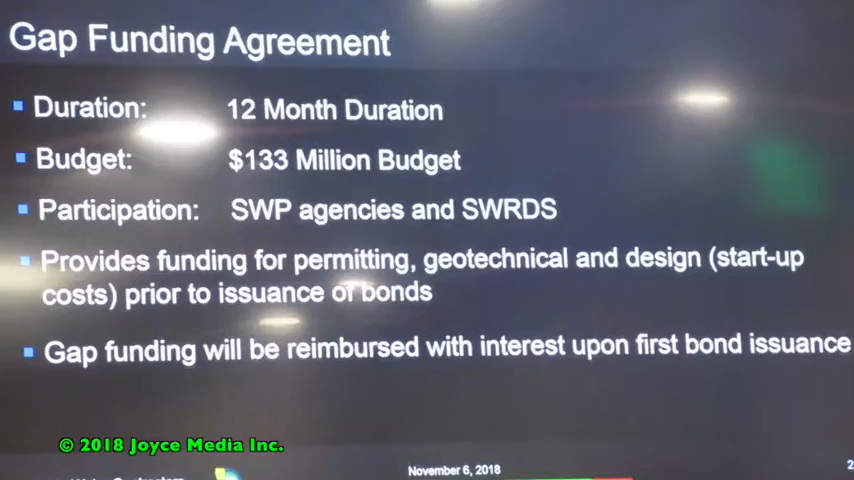 Gap Funding Agreement
Duration: 12 Month Duration
Budget: $133 Million Budget
Participation: SWP agencies and SWRDS
Provides funding for permitting, geotechnical and design (start-up
costs) prior to issuance of bonds
Gap funding will be reimbursed with interest upon first bond issuance
© 2018 Joyce Media Inc.
November 6, 2018